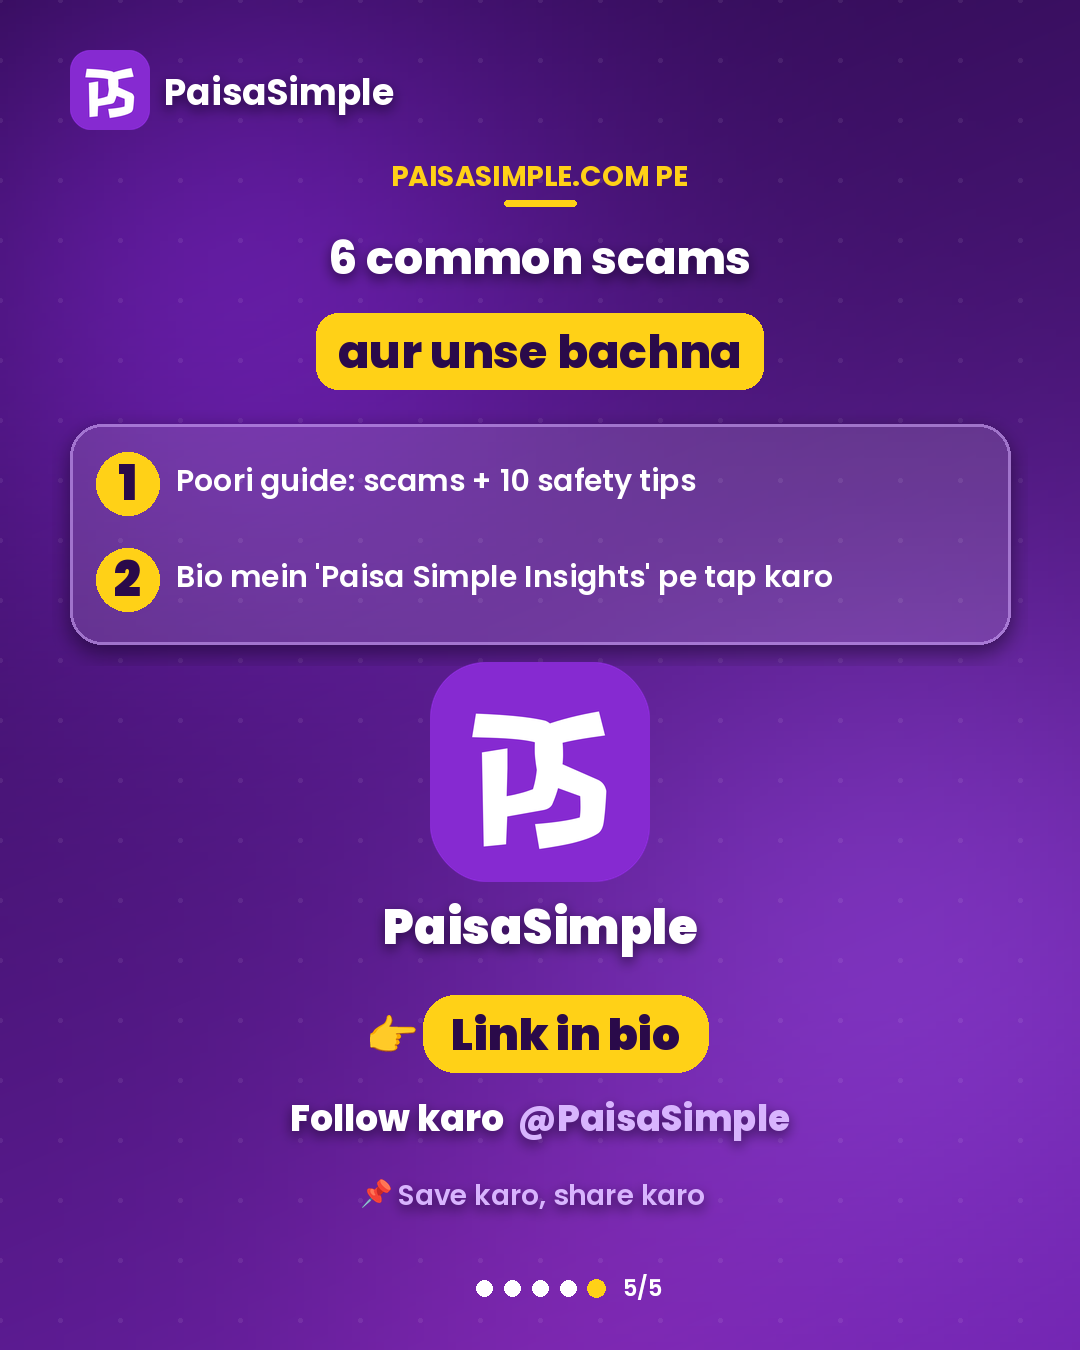 PS PaisaSimple
PAISASIMPLE.COM PE
6 common scams
aur unse bachna
1 Poori guide: scams + 10 safety tips
2 Bio mein 'Paisa Simple Insights' pe tap karo
PS
PaisaSimple
👉 Link in bio
Follow karo @PaisaSimple
📌 Save karo, share karo
5/5